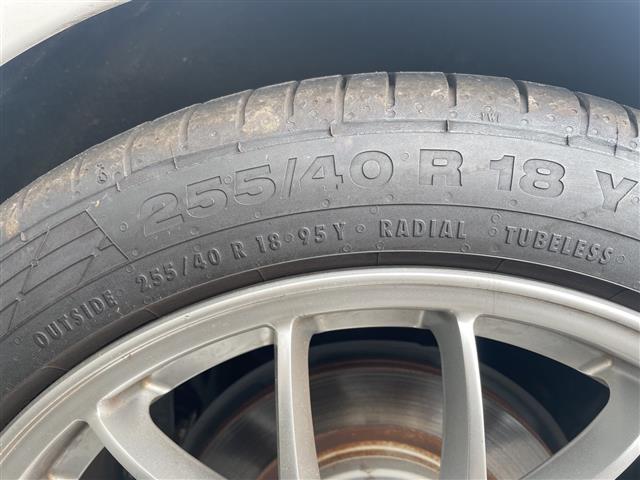 255/40 R 18 Y
OUTSIDE 255/40 R 18 95Y RADIAL TUBELESS